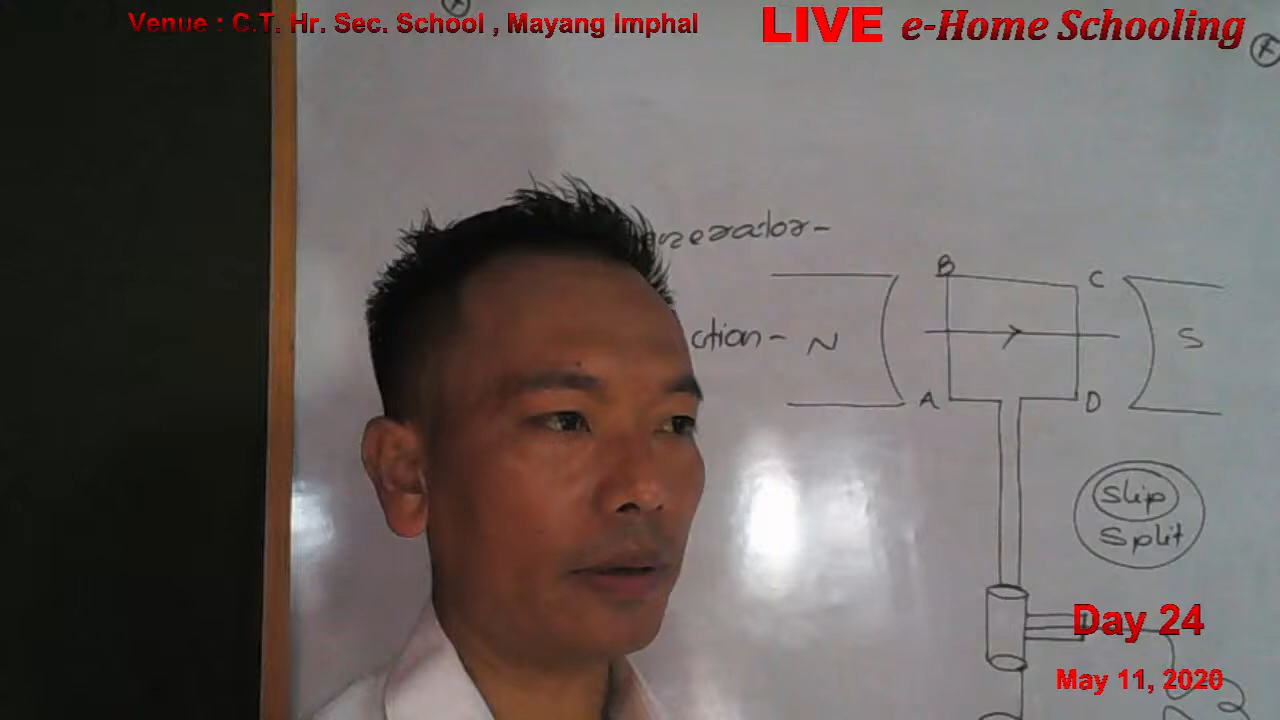 Venue : C.T. Hr. Sec. School , Mayang Imphal
LIVE e-Home Schooling
B
C
N
S
A
D
Slip
Split
Day 24
May 11, 2020